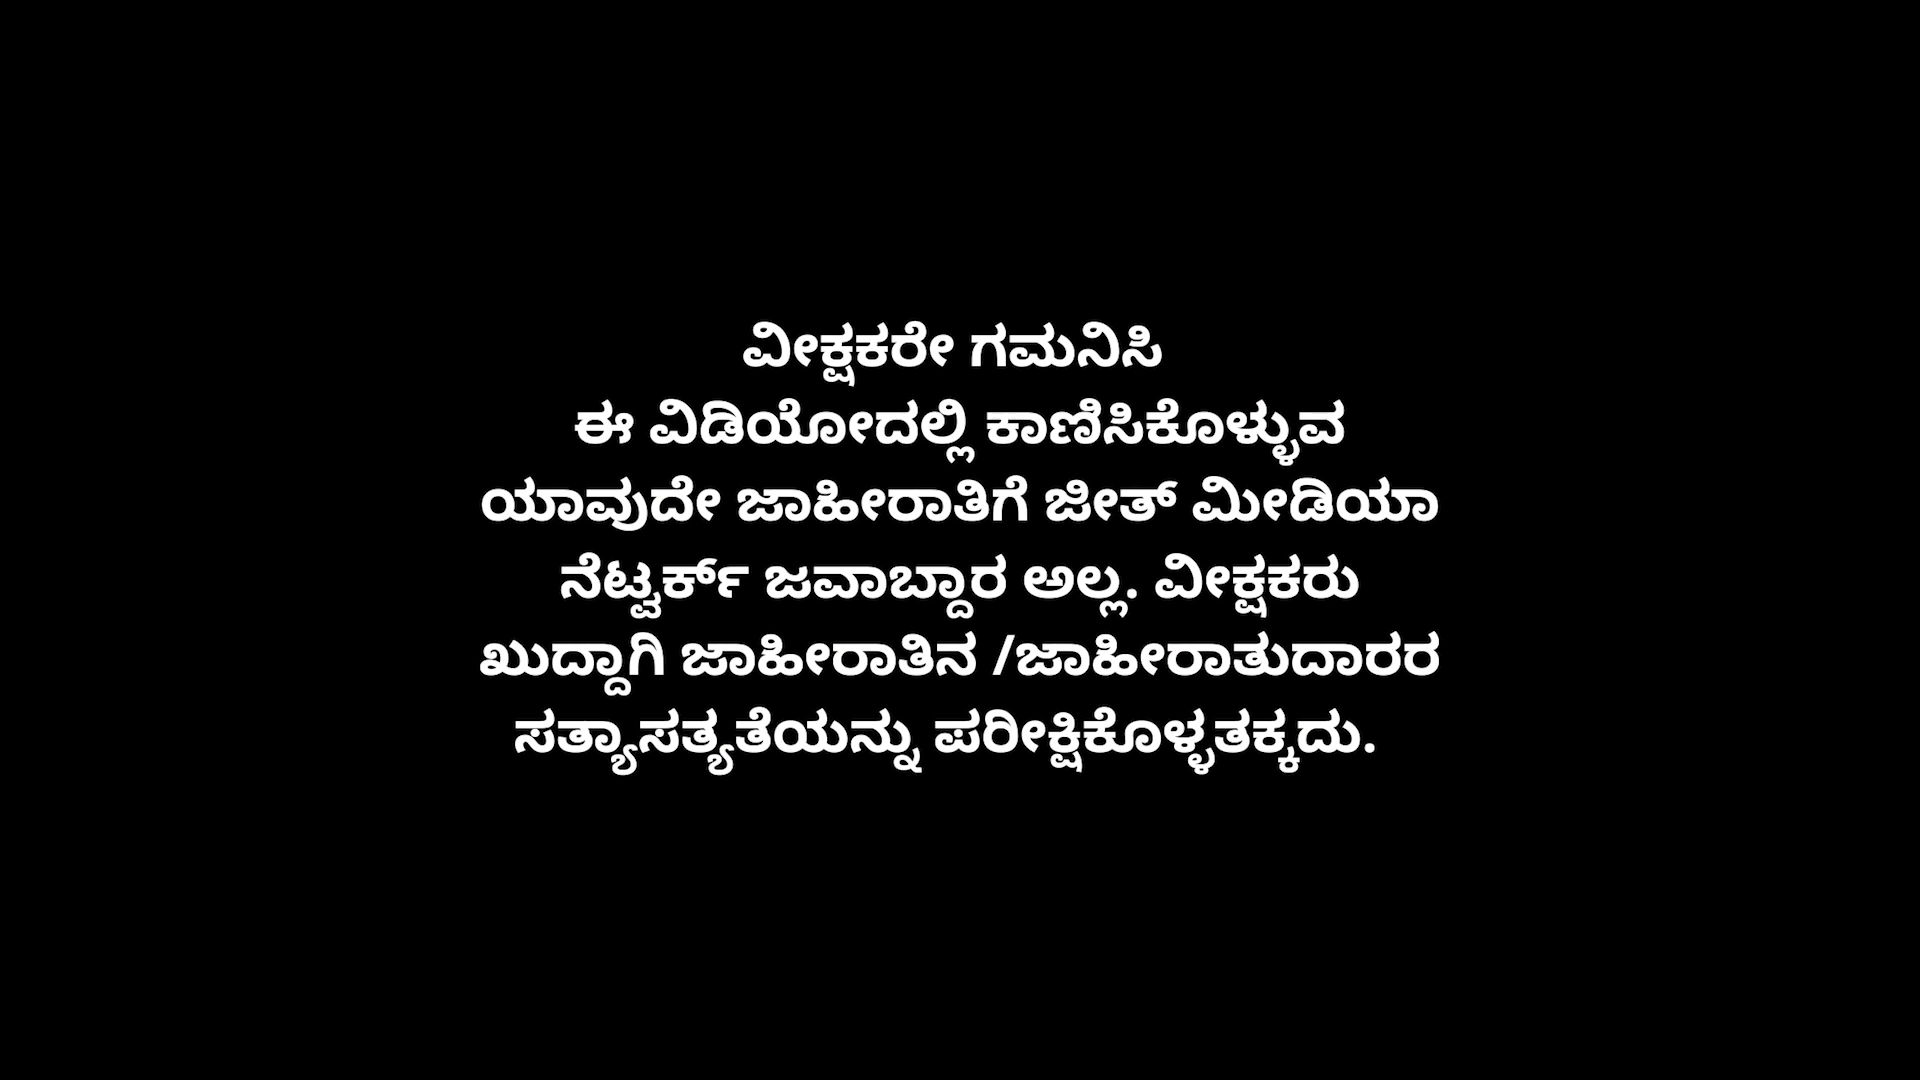 ವೀಕ್ಷಕರೇ ಗಮನಿಸಿ
ಈ ವಿಡಿಯೋದಲ್ಲಿ ಕಾಣಿಸಿಕೊಳ್ಳುವ
ಯಾವುದೇ ಜಾಹೀರಾತಿಗೆ ಜೀತ್ ಮೀಡಿಯಾ
ನೆಟ್ವರ್ಕ್ ಜವಾಬ್ದಾರ ಅಲ್ಲ. ವೀಕ್ಷಕರು
ಖುದ್ದಾಗಿ ಜಾಹೀರಾತಿನ /ಜಾಹೀರಾತುದಾರರ
ಸತ್ಯಾಸತ್ಯತೆಯನ್ನು ಪರೀಕ್ಷಿಕೊಳ್ಳತಕ್ಕದು.